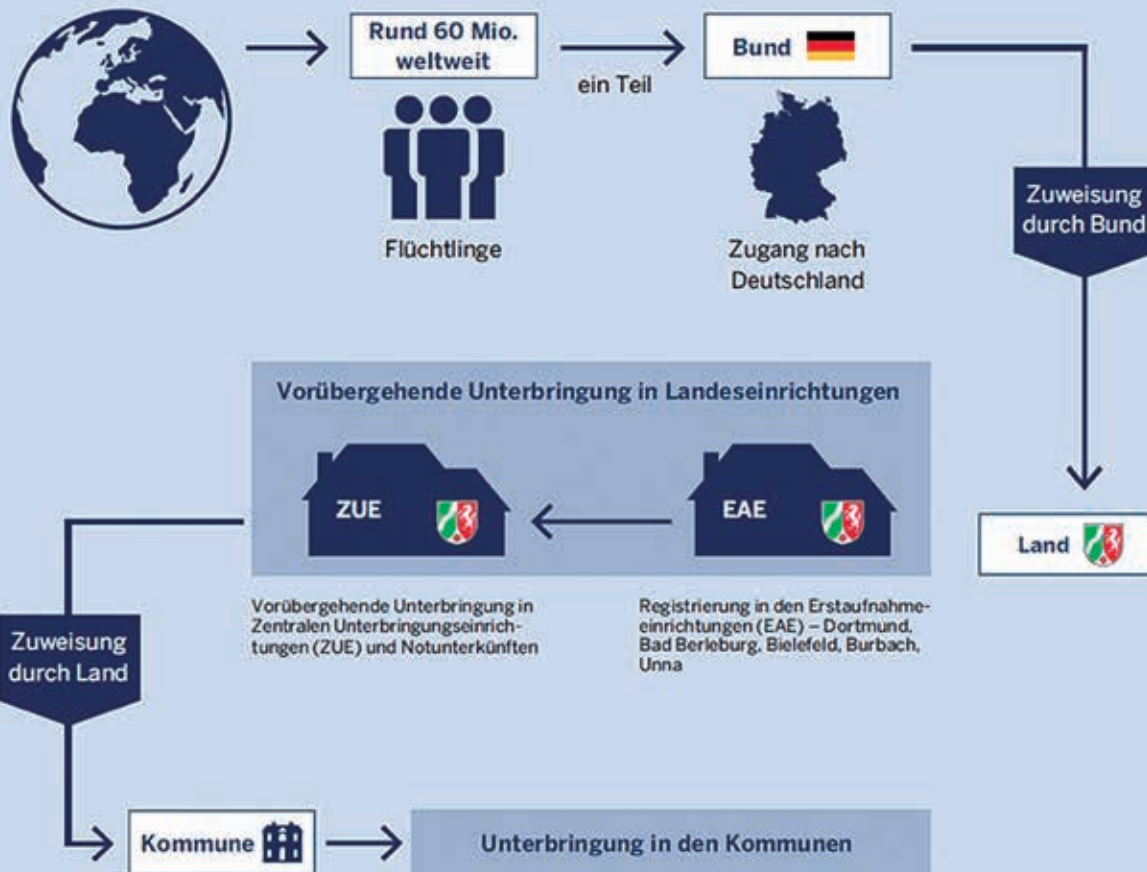 Rund 60 Mio.
weltweit
ein Teil
Bund
Flüchtlinge
Zugang nach
Deutschland
Zuweisung
durch Bund
Land
Vorübergehende Unterbringung in Landeseinrichtungen
EAE
ZUE
Registrierung in den Erstaufnahme-
einrichtungen (EAE) – Dortmund,
Bad Berleburg, Bielefeld, Burbach,
Unna
Vorübergehende Unterbringung in
Zentralen Unterbringungseinrich-
tungen (ZUE) und Notunterkünften
Zuweisung
durch Land
Kommune
Unterbringung in den Kommunen